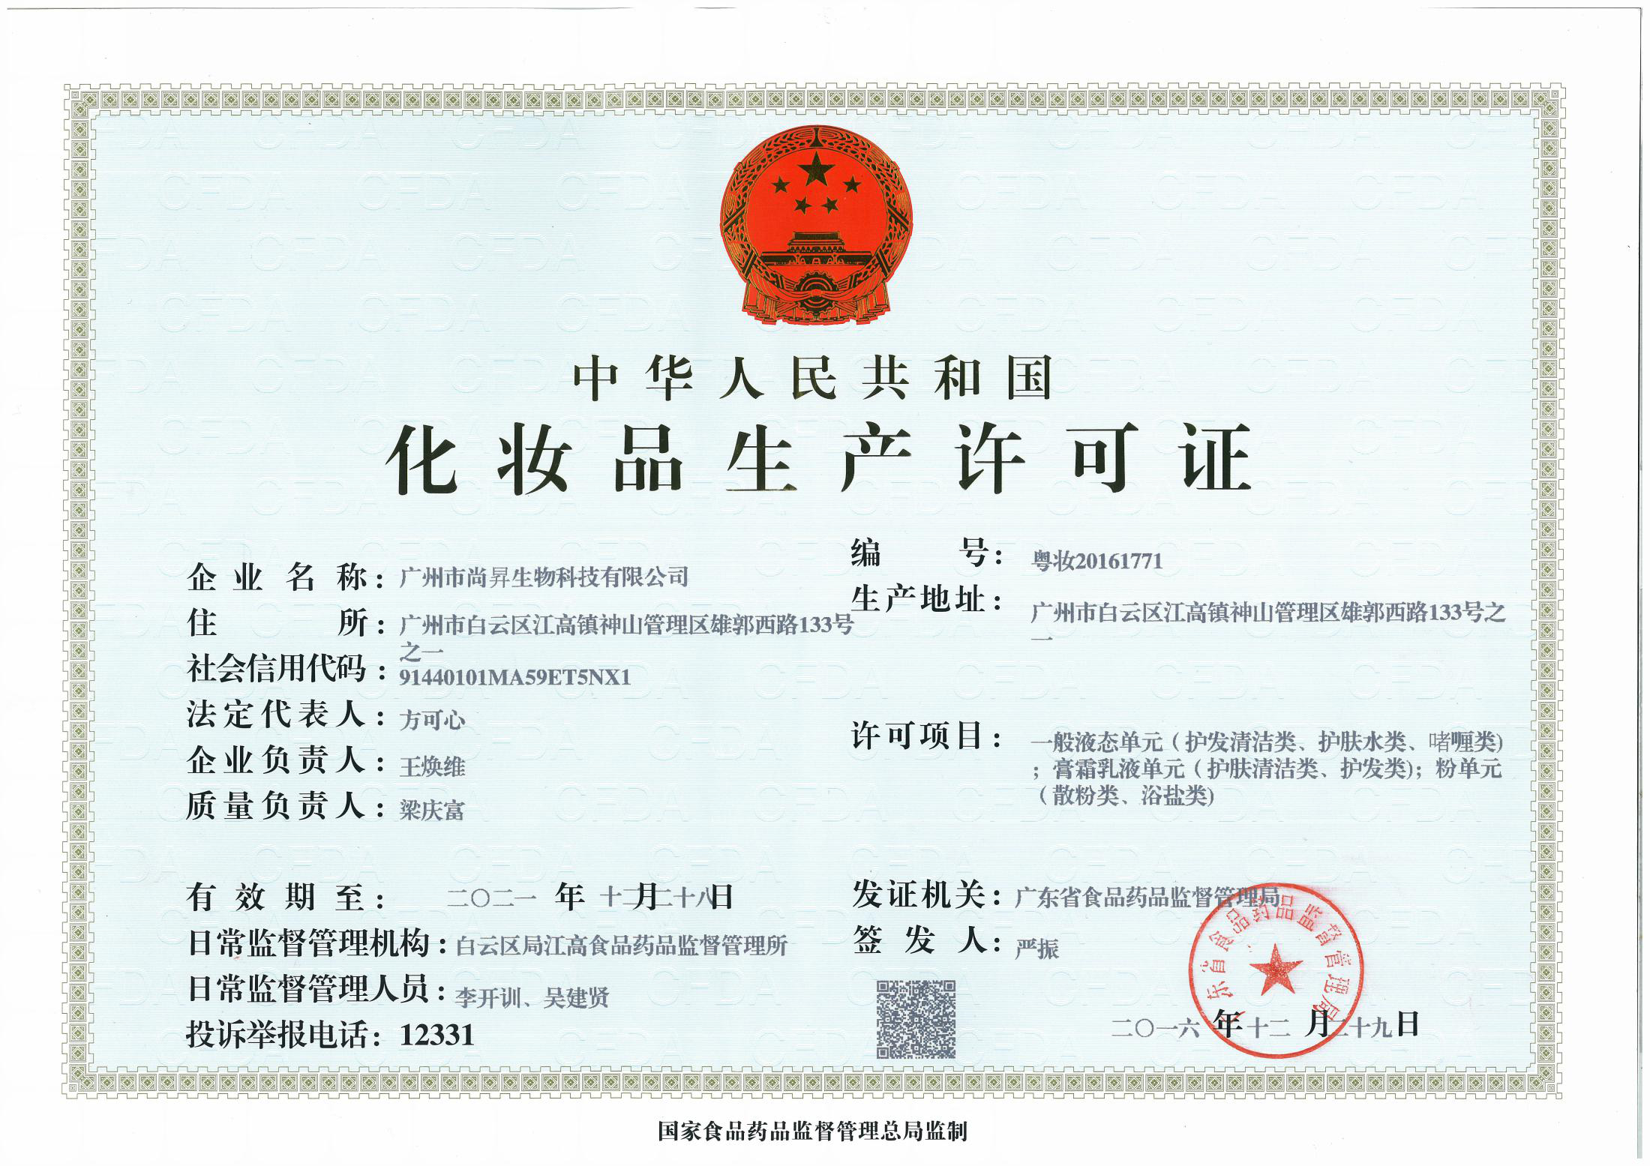 中华人民共和国
化妆品生产许可证
企业名称：广州市尚昇生物科技有限公司
住所：广州市白云区江高镇神山管理区雄郭西路133号
之一
社会信用代码：91440101MA59ET5NX1
法定代表人：方可心
企业负责人：王焕维
质量负责人：梁庆富
编号：粤妆20161771
生产地址：广州市白云区江高镇神山管理区雄郭西路133号之
一
许可项目：一般液态单元（护发清洁类、护肤水类、啫喱类)
；膏霜乳液单元（护肤清洁类、护发类)；粉单元
（散粉类、浴盐类)
有效期至：二〇二一年十二月二十八日
日常监督管理机构：白云区局江高食品药品监督管理所
日常监督管理人员：李开训、吴建贤
投诉举报电话：12331
发证机关：广东省食品药品监督管理局
签发人：严振
广东省食品药品监督管理局
二〇一六年十二月二十九日
国家食品药品监督管理总局监制